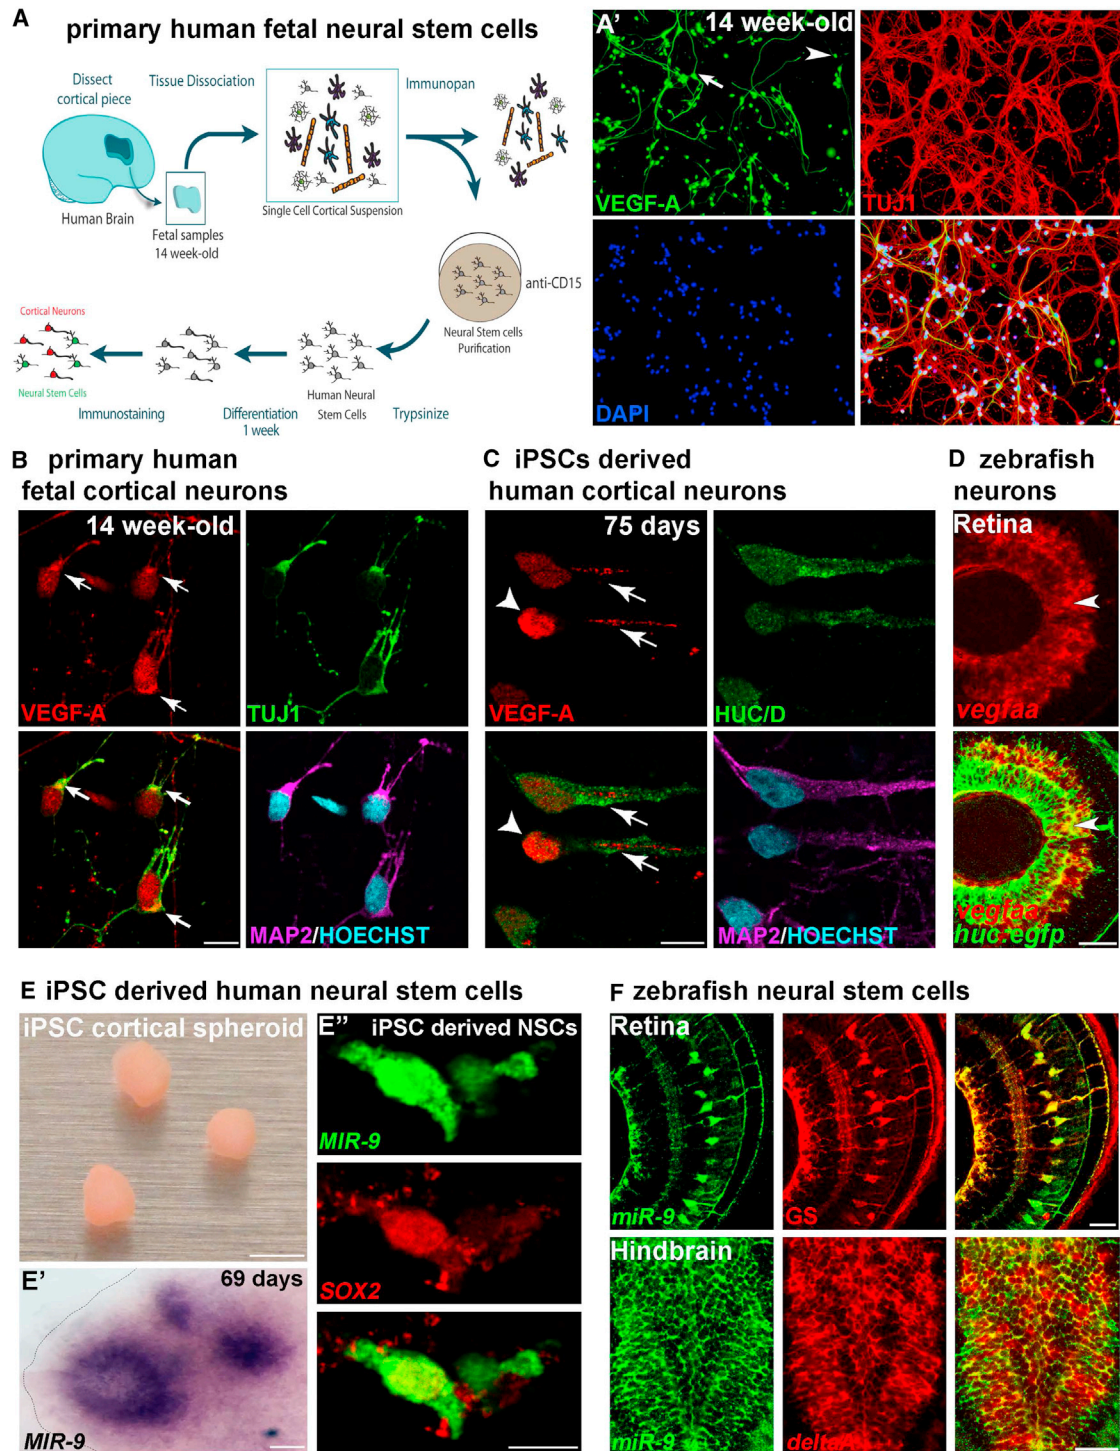 A
primary human fetal neural stem cells
Dissect
cortical piece
Tissue Dissociation
Immunopan
Human Brain
Fetal samples
14 week-old
Single Cell Cortical Suspension
anti-CD15
Neural Stem cells
Purification
Cortical Neurons
Neural Stem Cells
Human Neural
Stem Cells
Immunostaining
Differentiation
1 week
Trypsinize
A'
14 week-old
VEGF-A
TUJ1
DAPI
B primary human
fetal cortical neurons
14 week-old
VEGF-A
TUJ1
MAP2/HOECHST
C iPSCs derived
human cortical neurons
75 days
VEGF-A
HUC/D
MAP2/HOECHST
D zebrafish
neurons
Retina
vegfaa
vegfaa
huc:egfp
E iPSC derived human neural stem cells
iPSC cortical spheroid
E'
69 days
MIR-9
E"
iPSC derived NSCs
MIR-9
SOX2
F zebrafish neural stem cells
Retina
miR-9
GS
Hindbrain
miR-9